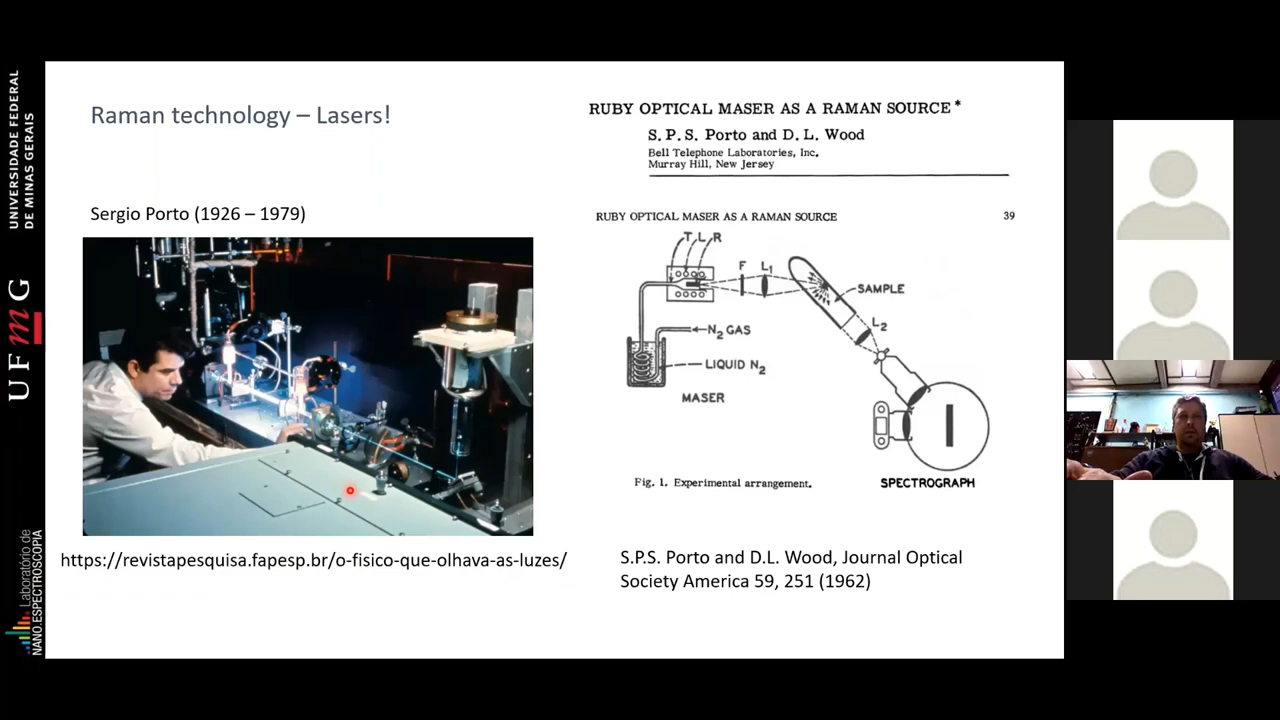 UNIVERSIDADE FEDERAL
DE MINAS GERAIS
UFmG
Laboratório de
NANO.ESPECTROSCOPIA
Raman technology – Lasers!
Sergio Porto (1926 – 1979)
https://revistapesquisa.fapesp.br/o-fisico-que-olhava-as-luzes/
RUBY OPTICAL MASER AS A RAMAN SOURCE*
S. P. S. Porto and D. L. Wood
Bell Telephone Laboratories, Inc.
Murray Hill, New Jersey
RUBY OPTICAL MASER AS A RAMAN SOURCE 39
T L R
F L1
SAMPLE
L2
N2 GAS
LIQUID N2
MASER
SPECTROGRAPH
Fig. 1. Experimental arrangement.
S.P.S. Porto and D.L. Wood, Journal Optical
Society America 59, 251 (1962)